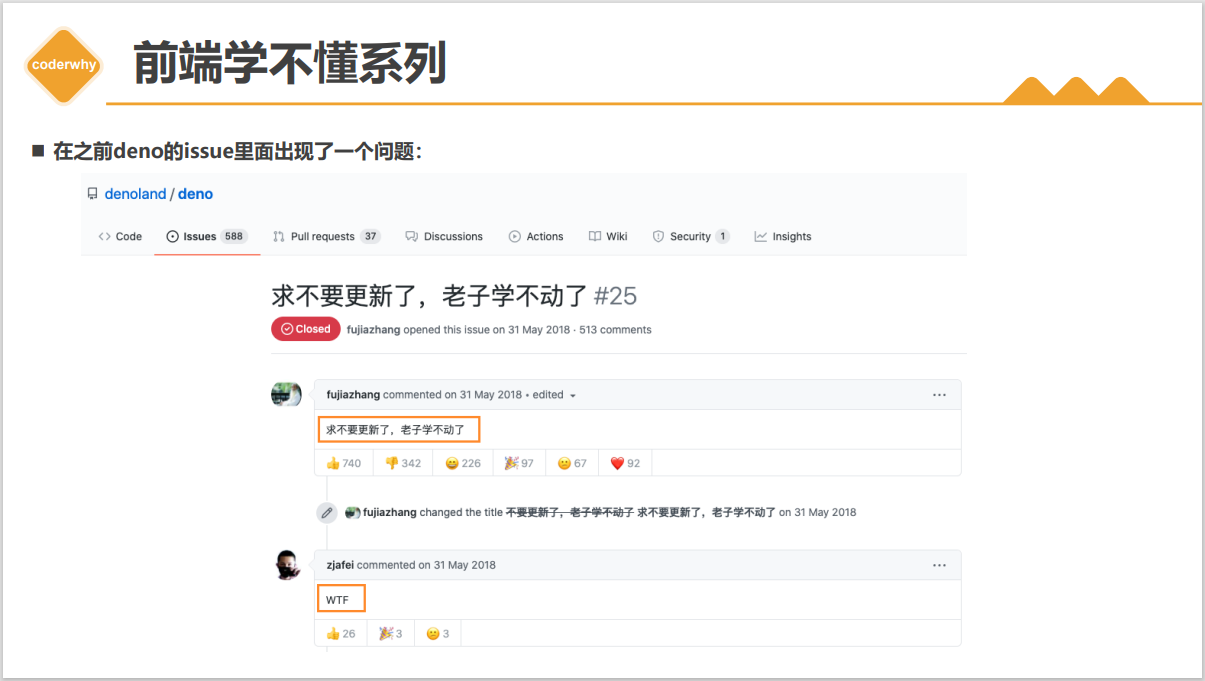 coderwhy
前端学不懂系列
■ 在之前deno的issue里面出现了一个问题：
denoland / deno
Code Issues 588 Pull requests 37 Discussions Actions Wiki Security 1 Insights
求不要更新了，老子学不动了 #25
Closed fujiazhang opened this issue on 31 May 2018 · 513 comments
fujiazhang commented on 31 May 2018 • edited
求不要更新了，老子学不动了
👍 740 👎 342 😄 226 🎉 97 😕 67 ❤️ 92
fujiazhang changed the title 不要更新了，老子学不动了 求不要更新了，老子学不动了 on 31 May 2018
zjafei commented on 31 May 2018
WTF
👍 26 🎉 3 😕 3